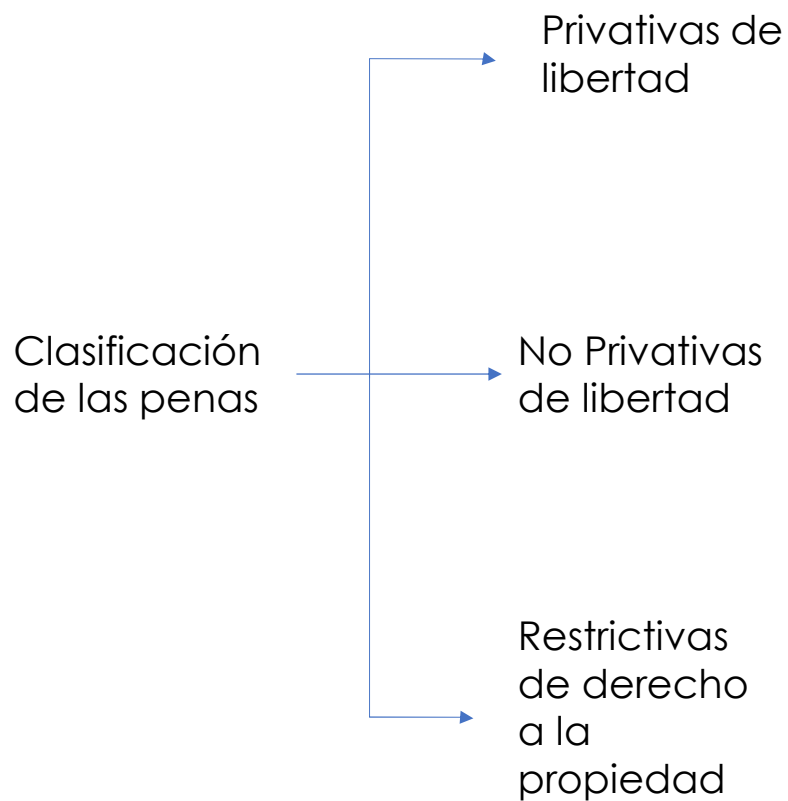 Privativas de
libertad
Clasificación
de las penas
No Privativas
de libertad
Restrictivas
de derecho
a la
propiedad